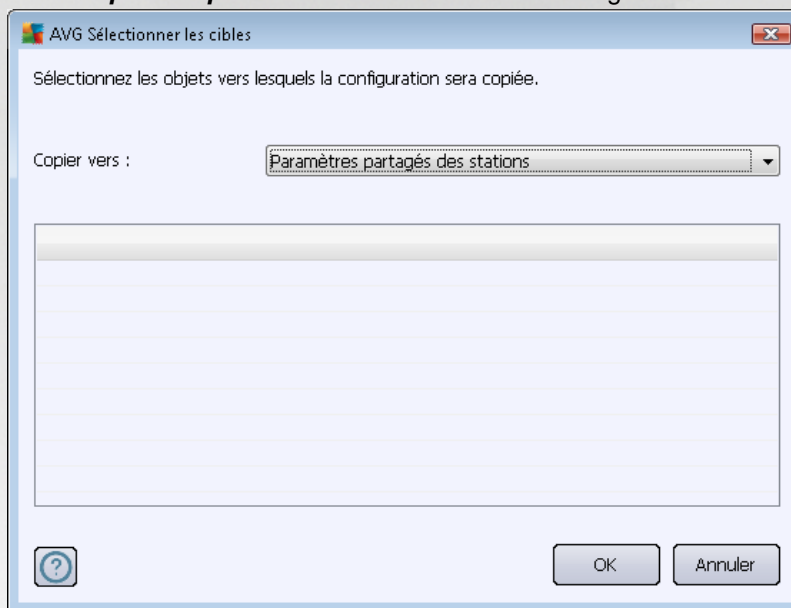 AVG Sélectionner les cibles
Sélectionnez les objets vers lesquels la configuration sera copiée.
Copier vers :
Paramètres partagés des stations
OK
Annuler